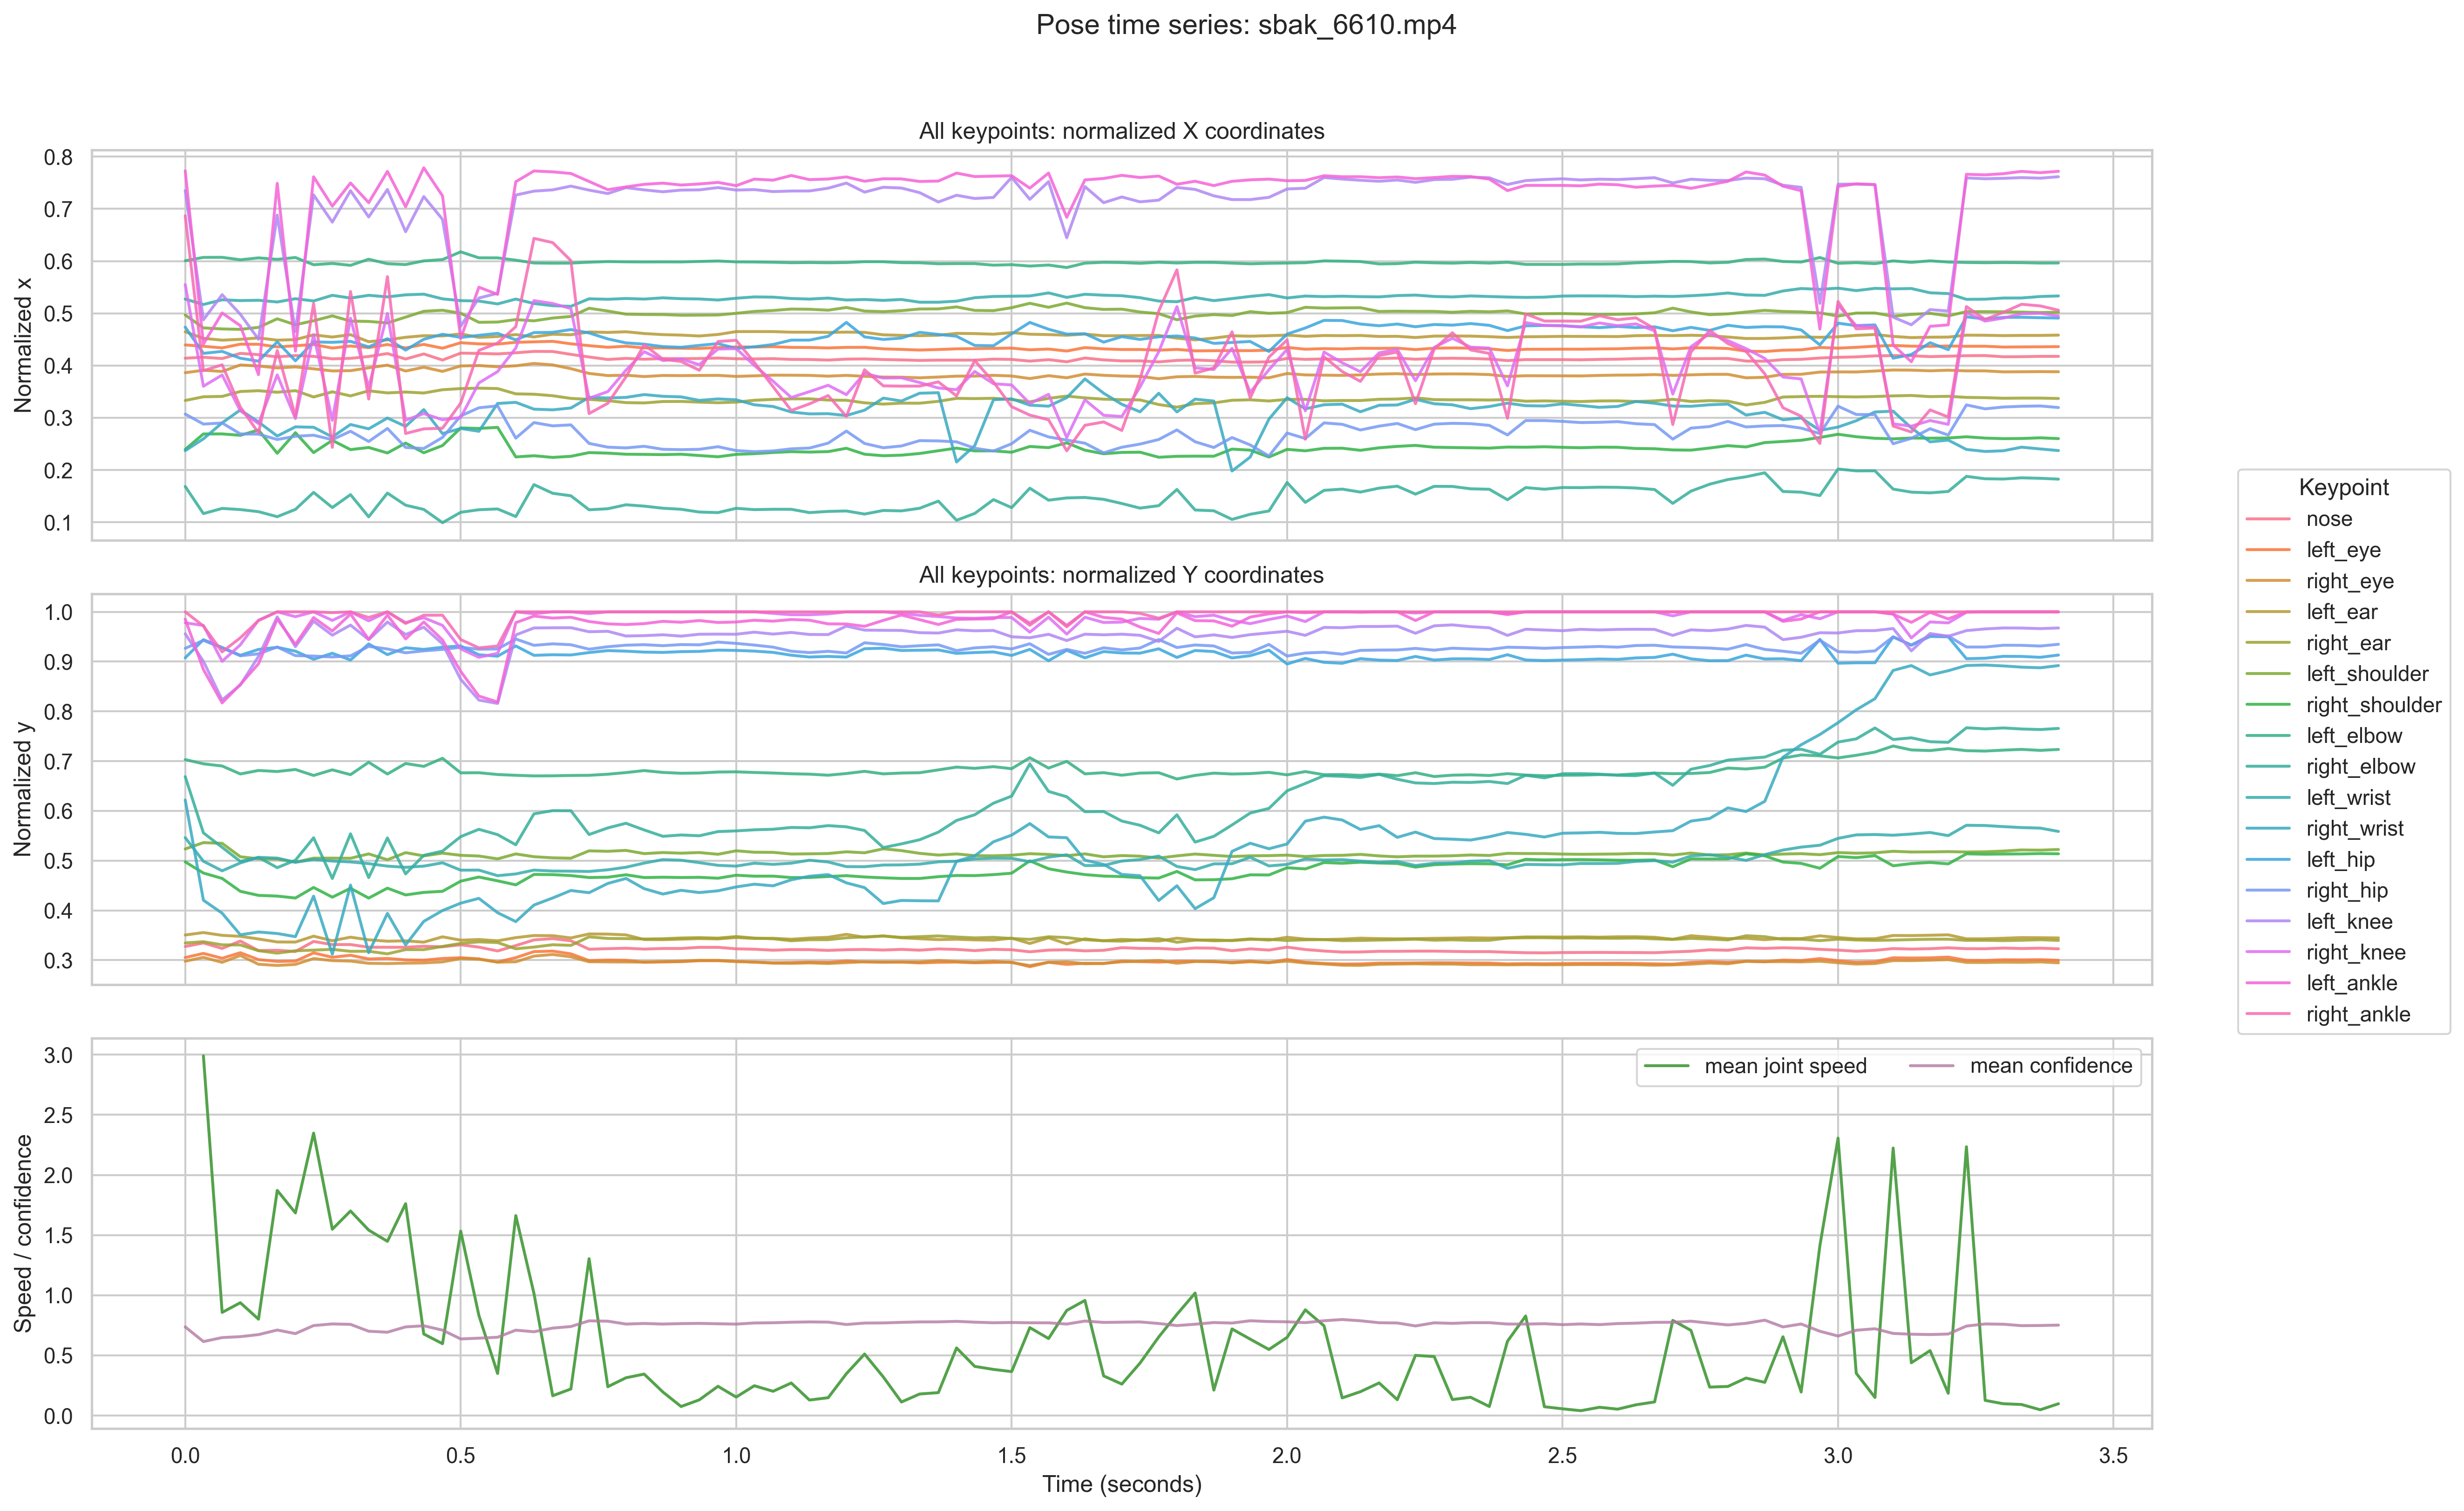 Pose time series: sbak_6610.mp4
All keypoints: normalized X coordinates
Normalized x
0.8
0.7
0.6
0.5
0.4
0.3
0.2
0.1
All keypoints: normalized Y coordinates
Normalized y
1.0
0.9
0.8
0.7
0.6
0.5
0.4
0.3
Keypoint
nose
left_eye
right_eye
left_ear
right_ear
left_shoulder
right_shoulder
left_elbow
right_elbow
left_wrist
right_wrist
left_hip
right_hip
left_knee
right_knee
left_ankle
right_ankle
mean joint speed mean confidence
Speed / confidence
3.0
2.5
2.0
1.5
1.0
0.5
0.0
0.0 0.5 1.0 1.5 2.0 2.5 3.0 3.5
Time (seconds)